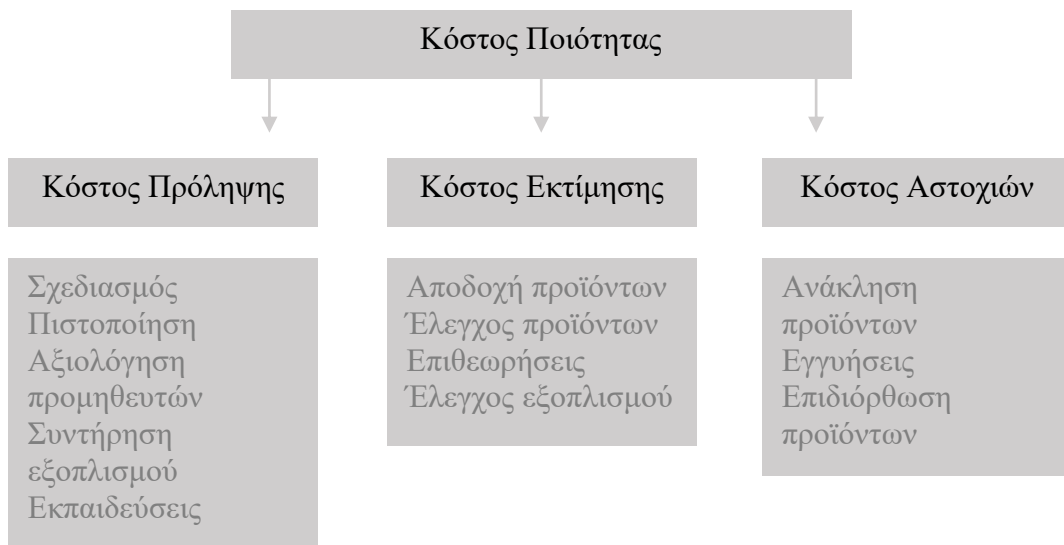 Κόστος Ποιότητας
Κόστος Πρόληψης
Κόστος Εκτίμησης
Κόστος Αστοχιών
Σχεδιασμός
Πιστοποίηση
Αξιολόγηση
προμηθευτών
Συντήρηση
εξοπλισμού
Εκπαιδεύσεις
Αποδοχή προϊόντων
Έλεγχος προϊόντων
Επιθεωρήσεις
Έλεγχος εξοπλισμού
Ανάκληση
προϊόντων
Εγγυήσεις
Επιδιόρθωση
προϊόντων